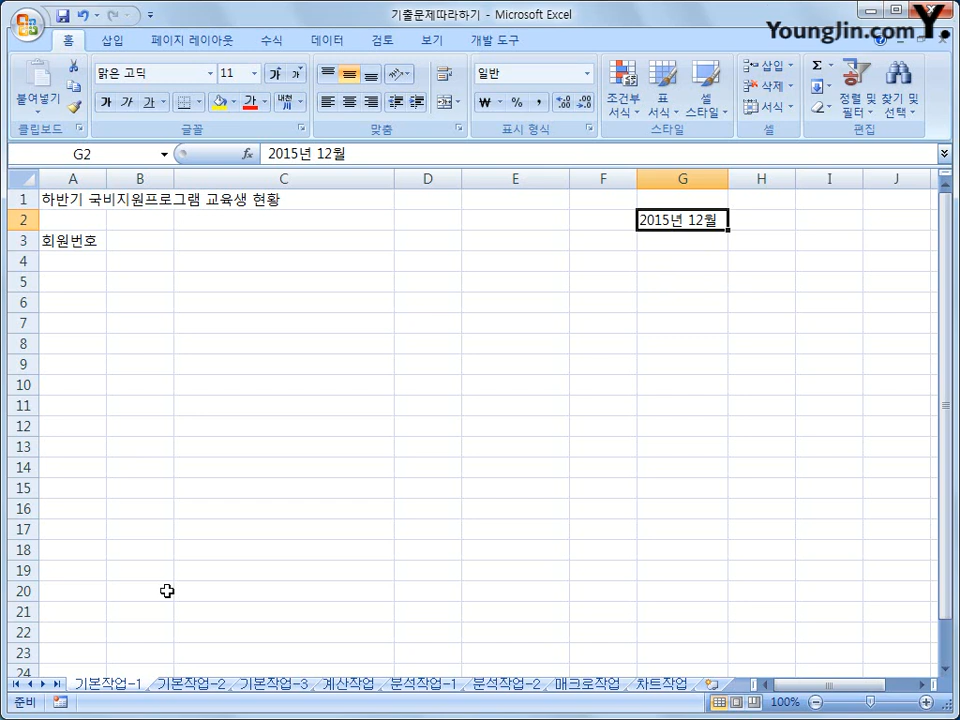 기출문제따라하기 - Microsoft Excel
YoungJin.com Y.
홈 삽입 페이지 레이아웃 수식 데이터 검토 보기 개발 도구
맑은 고딕 11 일반
붙여넣기 가 가 가 가 내천 % , 조건부 서식 표 서식 셀 스타일 삽입 삭제 서식 Σ 정렬 및 필터 찾기 및 선택
클립보드 글꼴 맞춤 표시 형식 스타일 셀 편집
G2 fx 2015년 12월
A B C D E F G H I J
1 하반기 국비지원프로그램 교육생 현황
2 2015년 12월
3 회원번호
4
5
6
7
8
9
10
11
12
13
14
15
16
17
18
19
20
21
22
23
24
기본작업-1 기본작업-2 기본작업-3 계산작업 분석작업-1 분석작업-2 매크로작업 차트작업
준비 100%